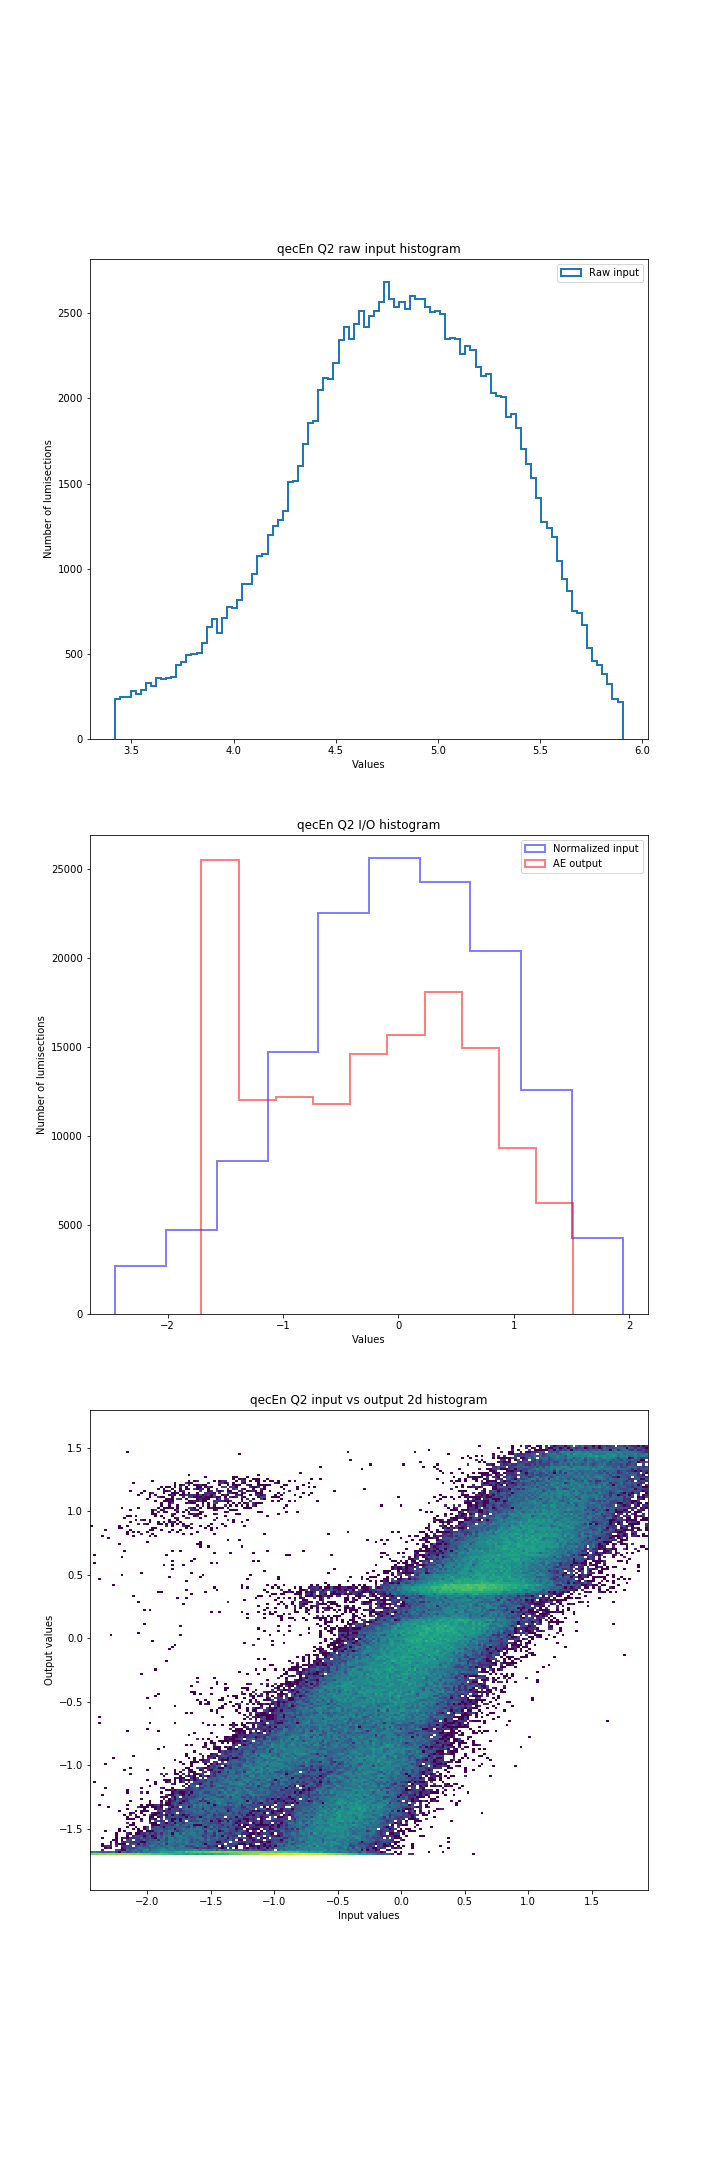 qecEn Q2 raw input histogram
Raw input
2500
2000
1500
1000
500
0
3.5 4.0 4.5 5.0 5.5 6.0
Number of lumisections
Values
qecEn Q2 I/O histogram
Normalized input
AE output
25000
20000
15000
10000
5000
0
−2 −1 0 1 2
Number of lumisections
Values
qecEn Q2 input vs output 2d histogram
1.5
1.0
0.5
0.0
−0.5
−1.0
−1.5
−2.0 −1.5 −1.0 −0.5 0.0 0.5 1.0 1.5
Output values
Input values